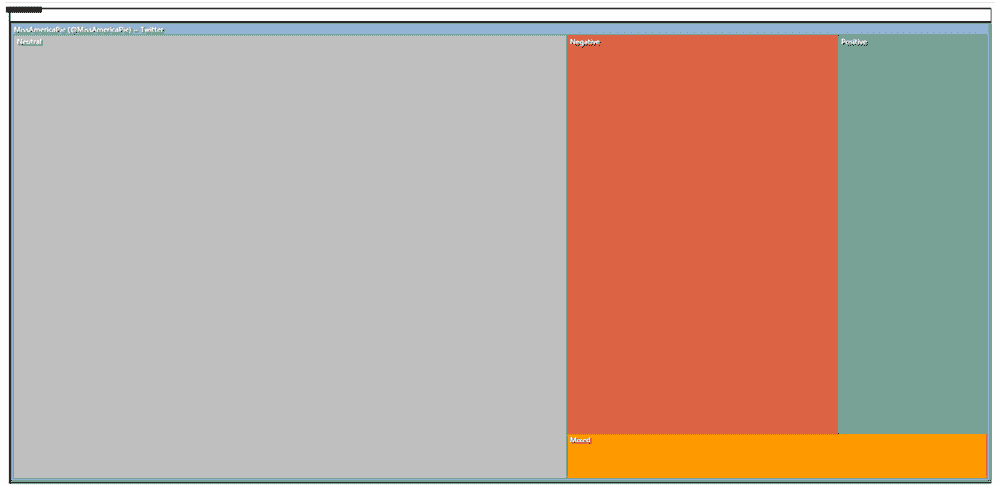 MissAmericaPie (@MissAmericaPie) -- Twitter
Neutral
Negative
Positive
Mixed